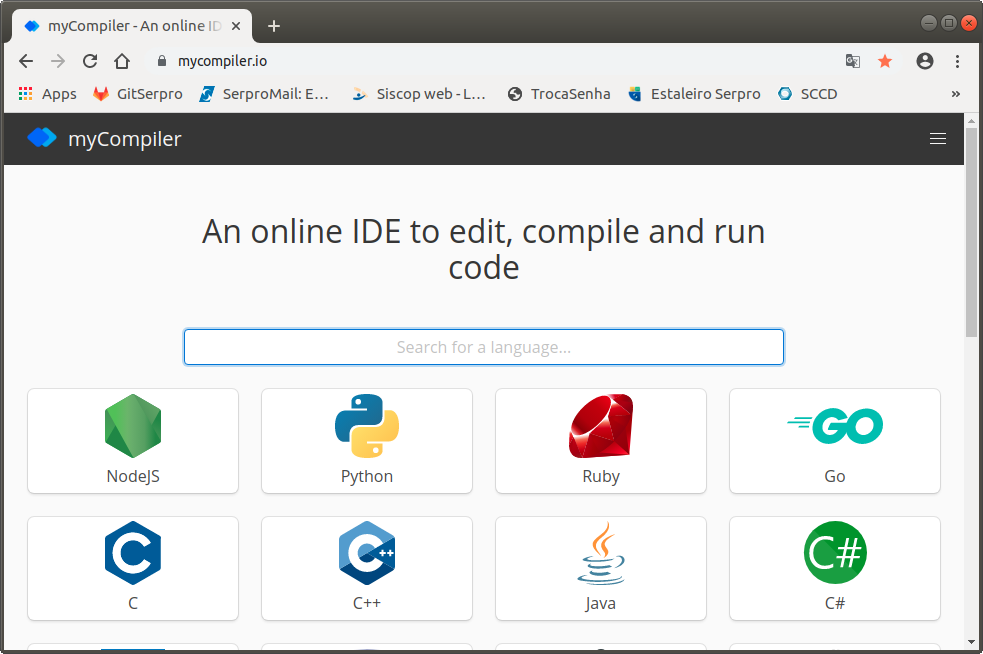 myCompiler - An online ID
mycompiler.io
Apps GitSerpro SerproMail: E… Siscop web - L… TrocaSenha Estaleiro Serpro SCCD »
myCompiler
An online IDE to edit, compile and run
code
Search for a language...
GO
NodeJS Python Ruby Go
C C++ C#
C C++ Java C#